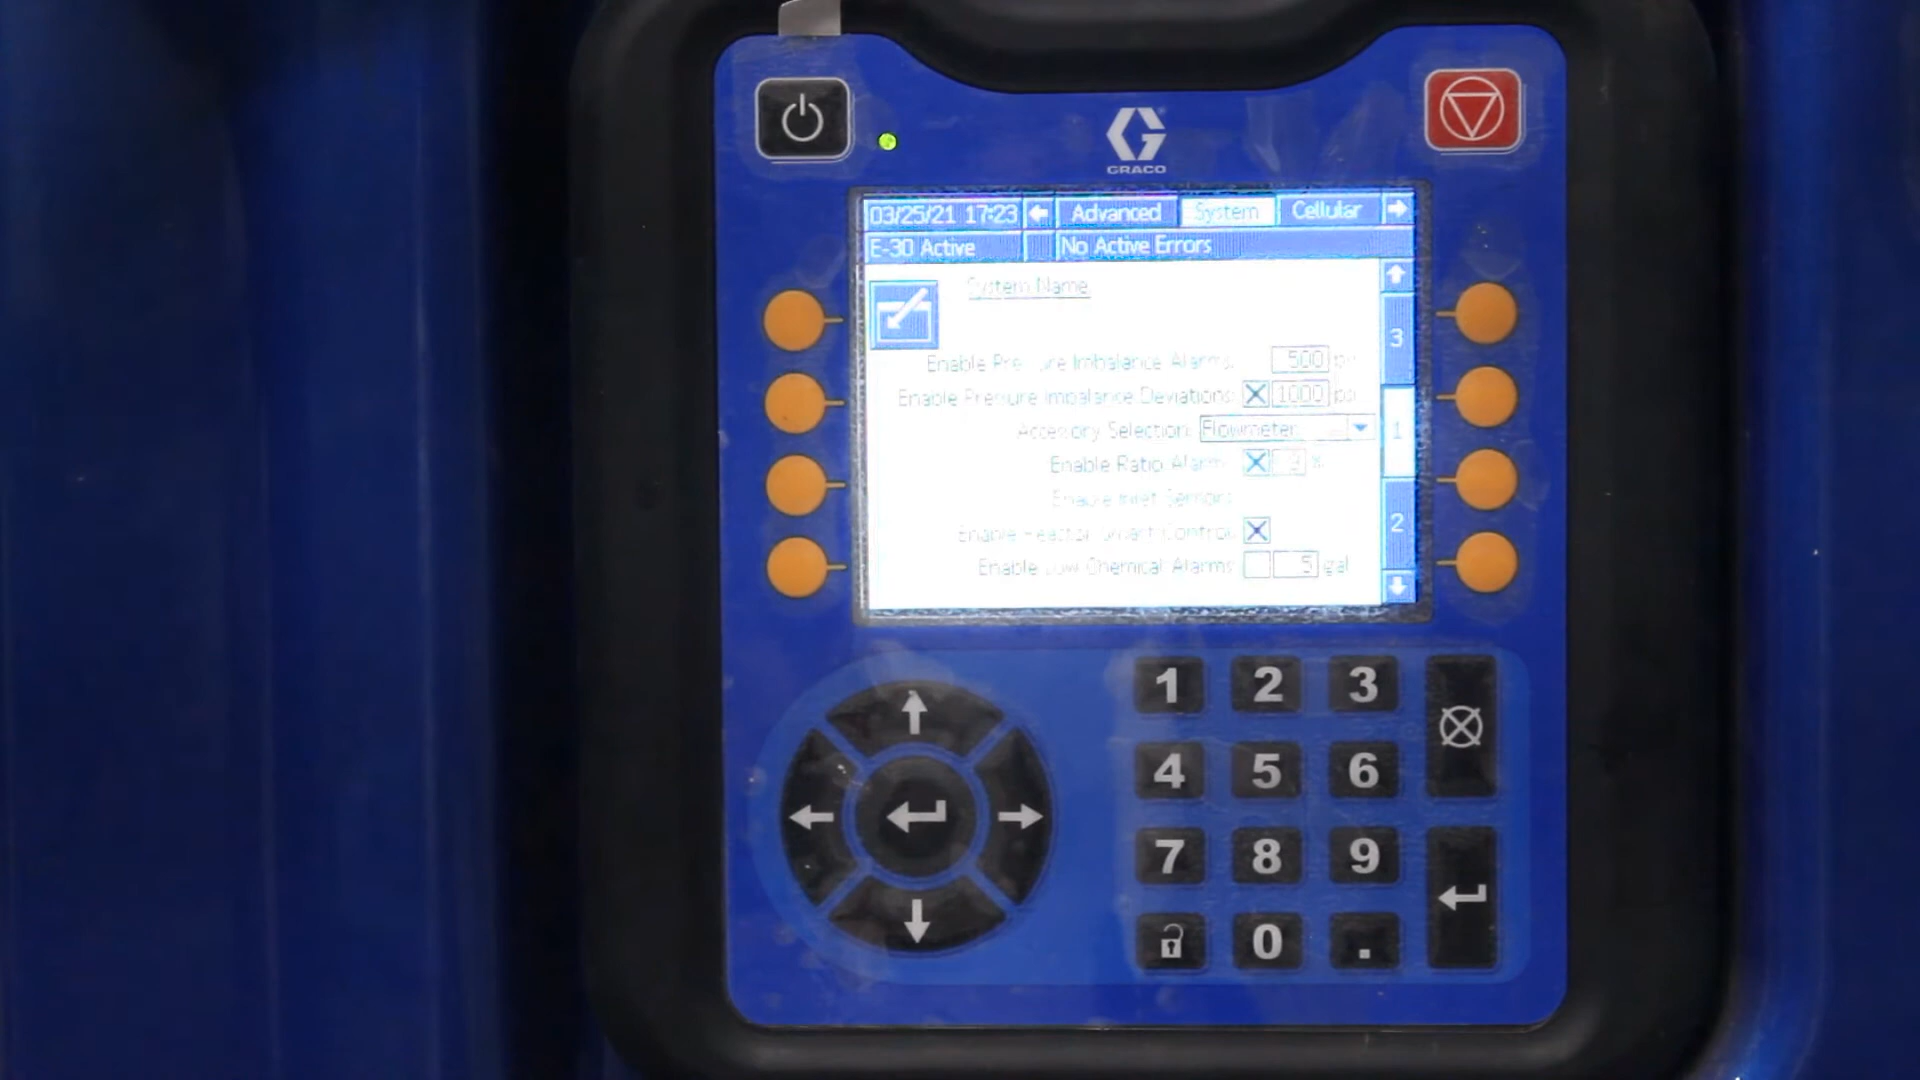 GRACO
03/25/21 17:23 Advanced System Cellular
E-30 Active No Active Errors
System Name
3
Enable Pressure Imbalance Alarms: 500
Enable Pressure Imbalance Deviations: 1000 psi
Accessory Selection: Flowmeter 1
Enable Ratio Alarm: %
Enable Inlet Sensors
Enable Reactor Smart Control:
2
Enable Low Chemical Alarms: 5 gal
1 2 3
4 5 6
7 8 9
0 .